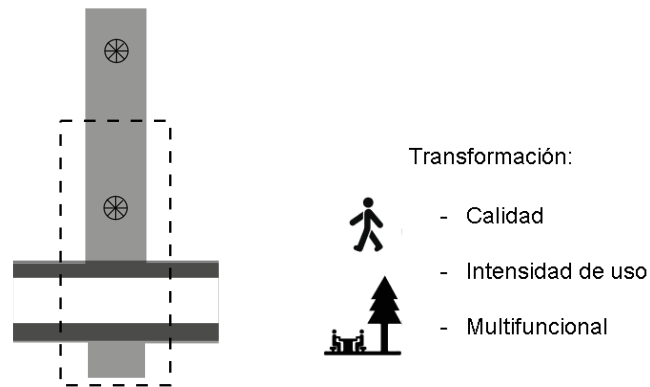 Transformación:
- Calidad
- Intensidad de uso
- Multifuncional